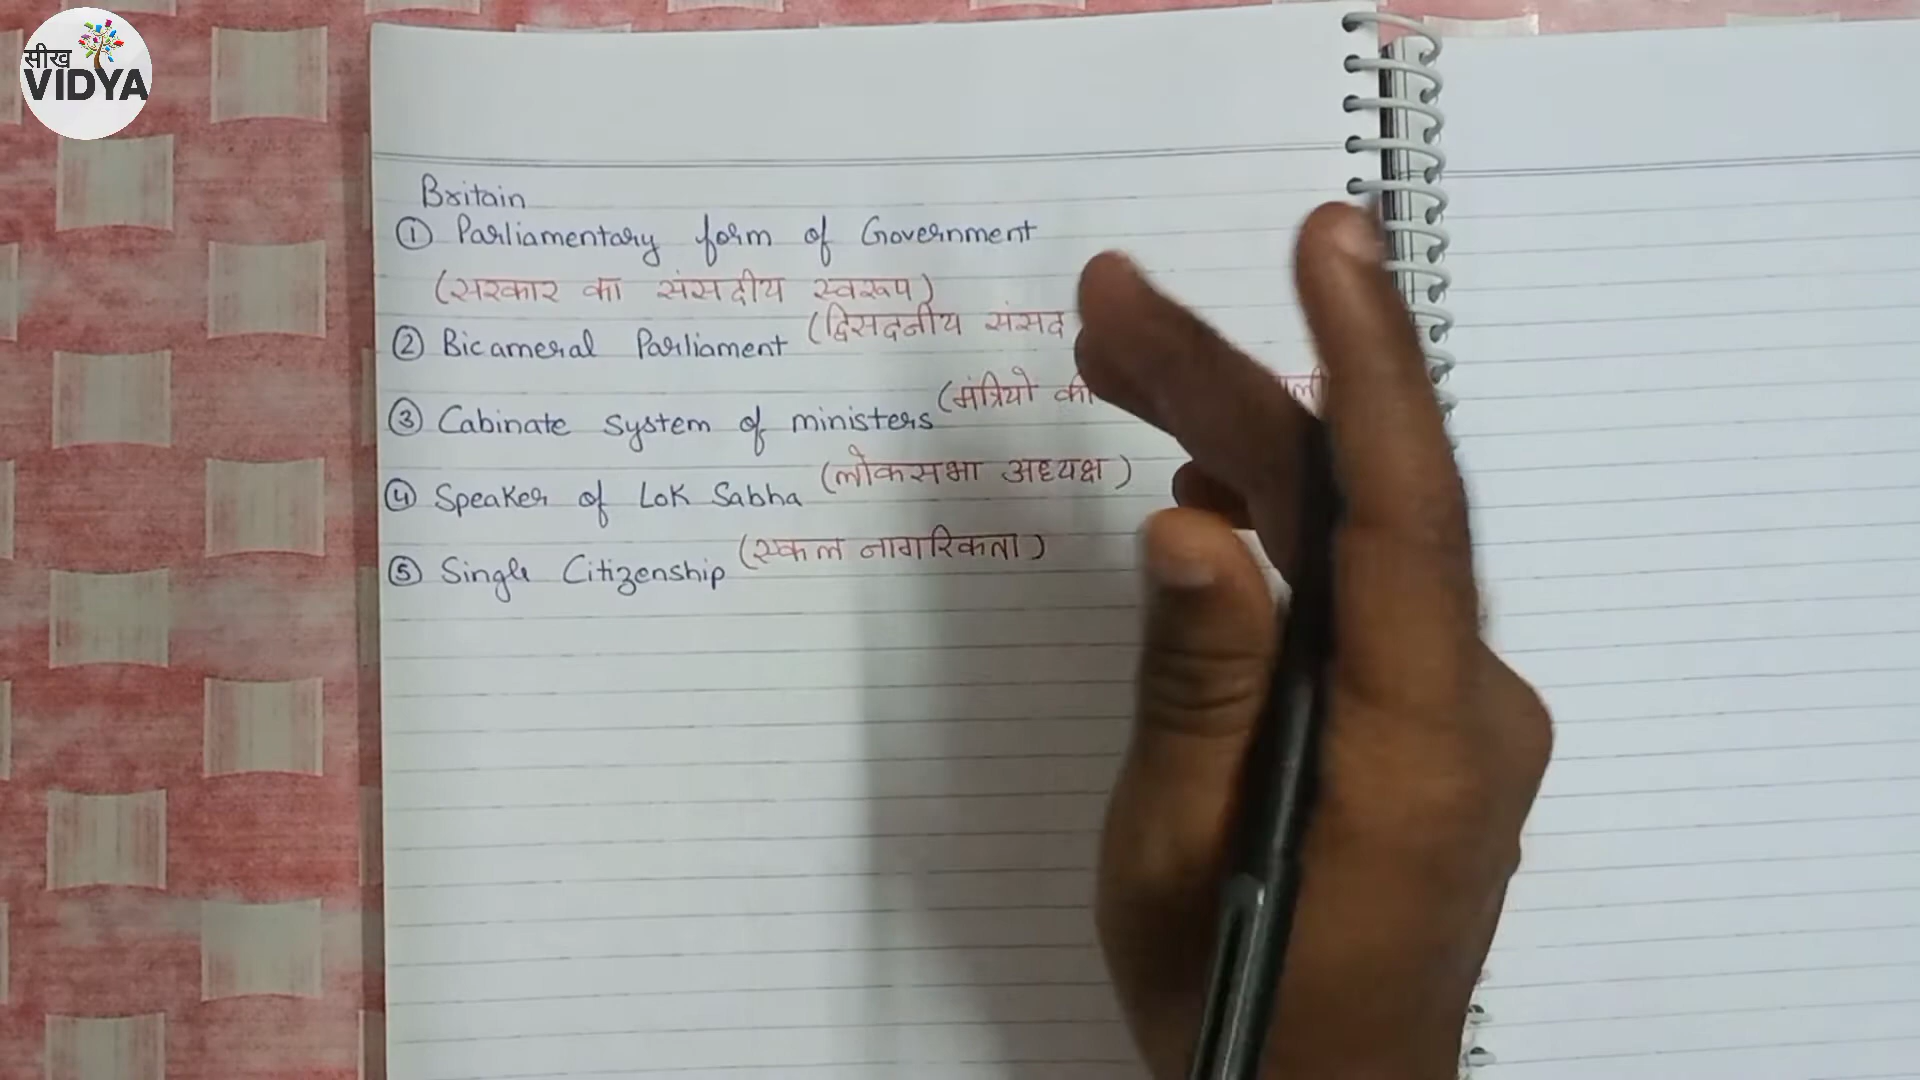 सीख
VIDYA
Britain
① Parliamentary form of Government
(सरकार का संसदीय स्वरूप)
② Bicameral Parliament (द्विसदनीय संसद
③ Cabinate system of ministers (मंत्रियो की
④ Speaker of Lok Sabha (लोकसभा अध्यक्ष)
⑤ Single Citizenship (एकल नागरिकता)